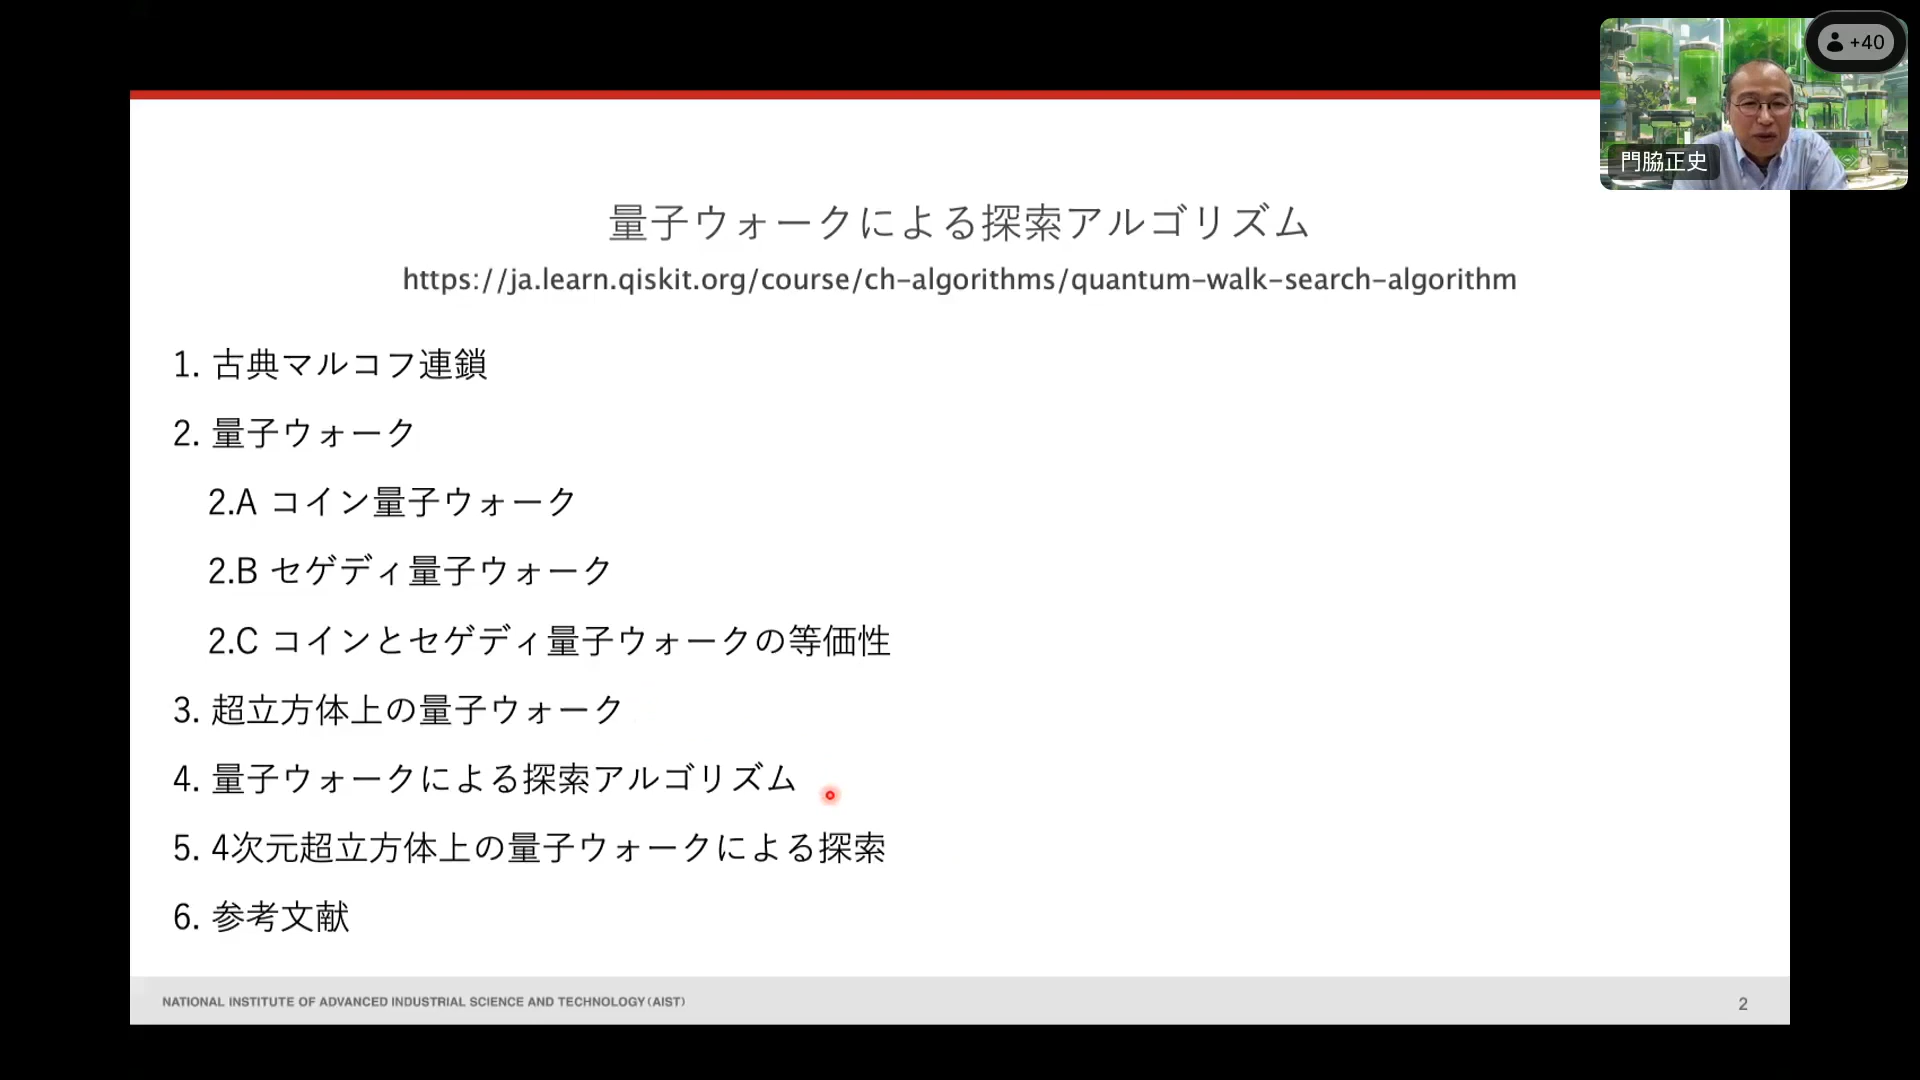 +40
門脇正史
量子ウォークによる探索アルゴリズム
https://ja.learn.qiskit.org/course/ch-algorithms/quantum-walk-search-algorithm
1. 古典マルコフ連鎖
2. 量子ウォーク
2.A コイン量子ウォーク
2.B セゲディ量子ウォーク
2.C コインとセゲディ量子ウォークの等価性
3. 超立方体上の量子ウォーク
4. 量子ウォークによる探索アルゴリズム
5. 4次元超立方体上の量子ウォークによる探索
6. 参考文献
NATIONAL INSTITUTE OF ADVANCED INDUSTRIAL SCIENCE AND TECHNOLOGY (AIST)
2